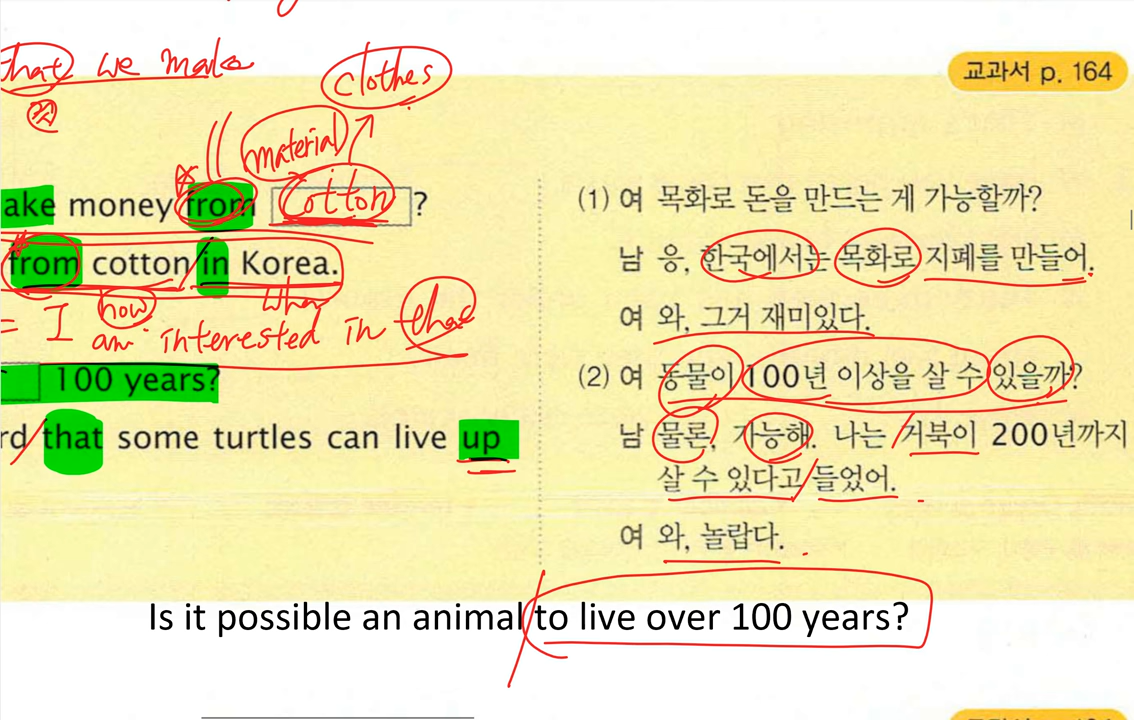 that we make
clothes
교과서 p. 164
material
ake money from cotton ?
(1) 여 목화로 돈을 만드는 게 가능할까?
from cotton in Korea.
남 응, 한국에서는 목화로 지폐를 만들어.
how
= I am interested in that
여 와, 그거 재미있다.
100 years?
(2) 여 동물이 100년 이상을 살 수 있을까?
rd that some turtles can live up
남 물론, 가능해. 나는 거북이 200년까지
살 수 있다고 들었어.
여 와, 놀랍다.
Is it possible an animal to live over 100 years?